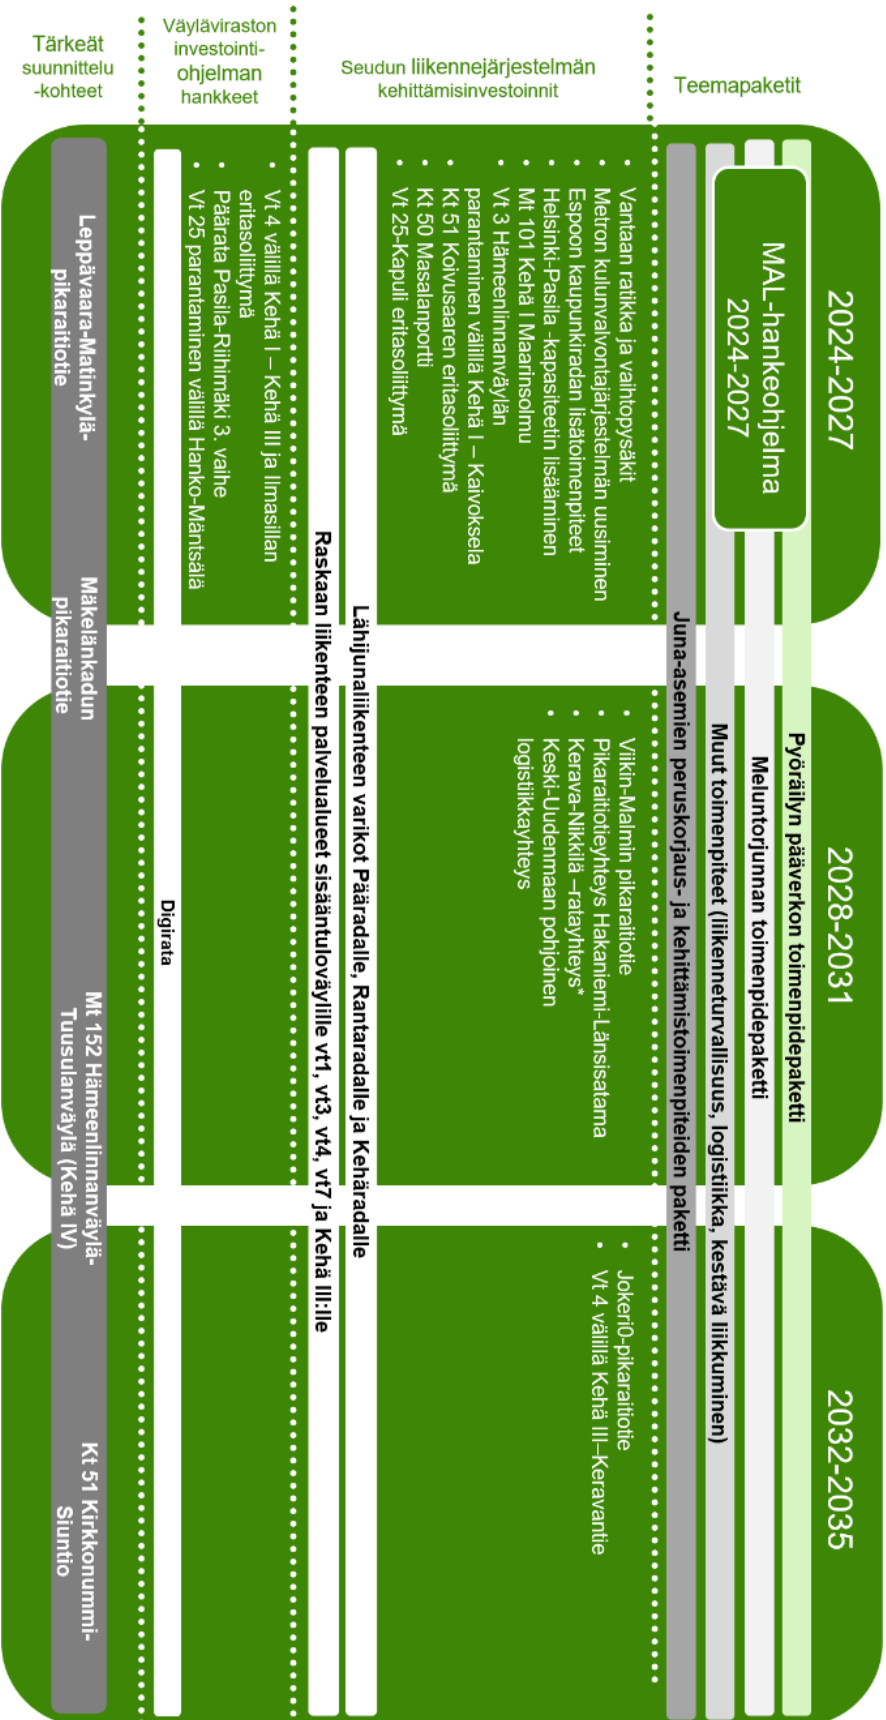 2024-2027
2028-2031
2032-2035
Teemapaketit
Pyöräilyn pääverkon toimenpidepaketti
Meluntorjunnan toimenpidepaketti
Muut toimenpiteet (liikenneturvallisuus, logistiikka, kestävä liikkuminen)
Juna-asemien peruskorjaus- ja kehittämistoimenpiteiden paketti
MAL-hankeohjelma
2024-2027
Seudun liikennejärjestelmän
kehittämisinvestoinnit
• Vantaan ratikka ja vaihtopysäkit
• Metron kulunvalvontajärjestelmän uusiminen
• Espoon kaupunkiradan lisätoimenpiteet
• Helsinki-Pasila -kapasiteetin lisääminen
• Mt 101 Kehä I Maarinsolmu
• Vt 3 Hämeenlinnanväylän
parantaminen välillä Kehä I – Kaivoksela
• Kt 51 Koivusaaren eritasoliittymä
• Kt 50 Masalanportti
• Vt 25-Kapuli eritasoliittymä
• Viikin-Malmin pikaraitiotie
• Pikaraitiotieyhteys Hakaniemi-Länsisatama
• Kerava-Nikkilä –ratayhteys*
• Keski-Uudenmaan pohjoinen
logistiikkayhteys
• Jokeri0-pikaraitiotie
• Vt 4 välillä Kehä III–Keravantie
Lähijunaliikenteen varikot Pääradalle, Rantaradalle ja Kehäradalle
Raskaan liikenteen palvelualueet sisääntuloväylille vt1, vt3, vt4, vt7 ja Kehä III:lle
Väyläviraston
investointi-
ohjelman
hankkeet
• Vt 4 välillä Kehä I – Kehä III ja Ilmasillan
eritasoliittymä
• Päärata Pasila-Riihimäki 3. vaihe
• Vt 25 parantaminen välillä Hanko-Mäntsälä
Digirata
Tärkeät
suunnittelu
-kohteet
Leppävaara-Matinkylä-
pikaraitiotie
Mäkelänkadun
pikaraitiotie
Mt 152 Hämeenlinnanväylä-
Tuusulanväylä (Kehä IV)
Kt 51 Kirkkonummi-
Siuntio